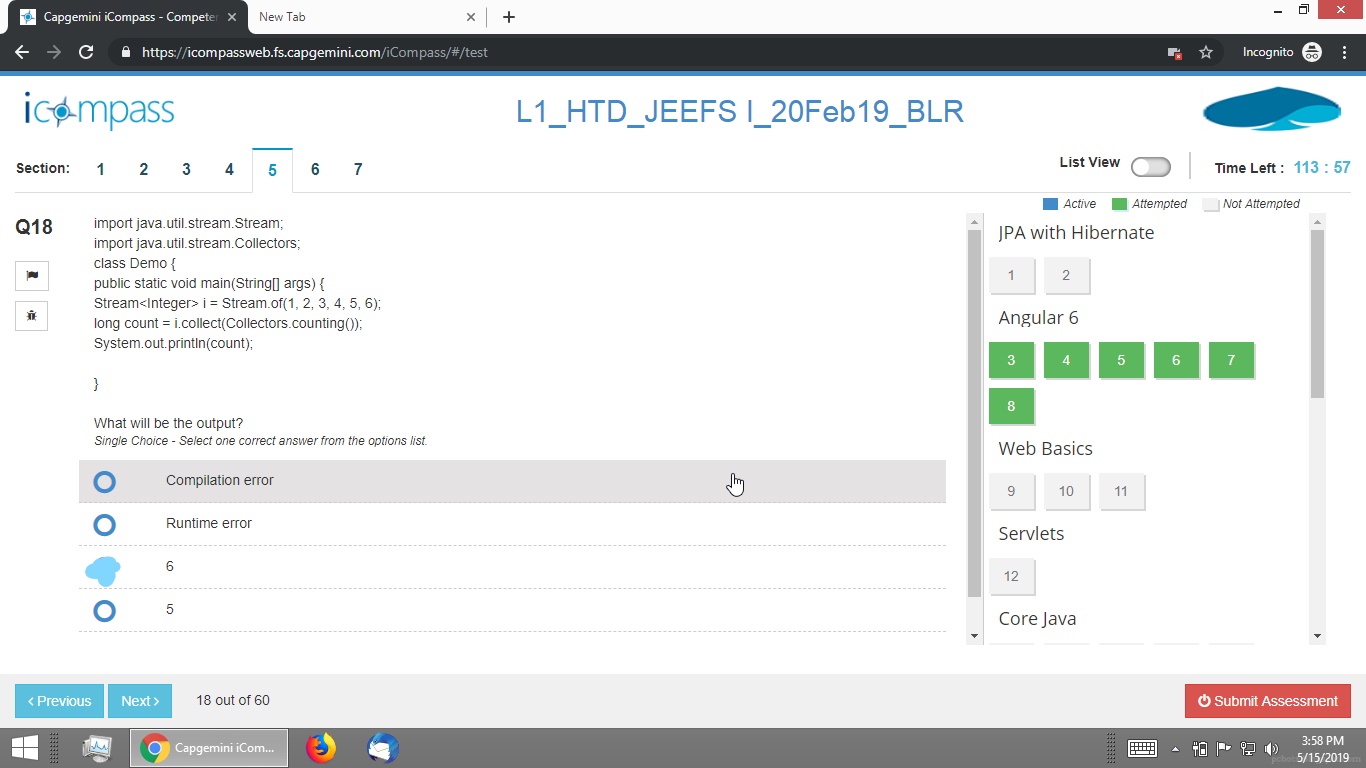 Capgemini iCompass - Competen
New Tab
https://icompassweb.fs.capgemini.com/iCompass/#/test
Incognito
icompass
L1_HTD_JEEFS I_20Feb19_BLR
Section: 1 2 3 4 5 6 7
List View
Time Left : 113 : 57
Active Attempted Not Attempted
Q18
import java.util.stream.Stream;
import java.util.stream.Collectors;
class Demo {
public static void main(String[] args) {
Stream<Integer> i = Stream.of(1, 2, 3, 4, 5, 6);
long count = i.collect(Collectors.counting());
System.out.println(count);
}
What will be the output?
Single Choice - Select one correct answer from the options list.
Compilation error
Runtime error
6
5
JPA with Hibernate
1 2
Angular 6
3 4 5 6 7
8
Web Basics
9 10 11
Servlets
12
Core Java
Previous
Next
18 out of 60
Submit Assessment
Capgemini iCom...
3:58 PM
5/15/2019